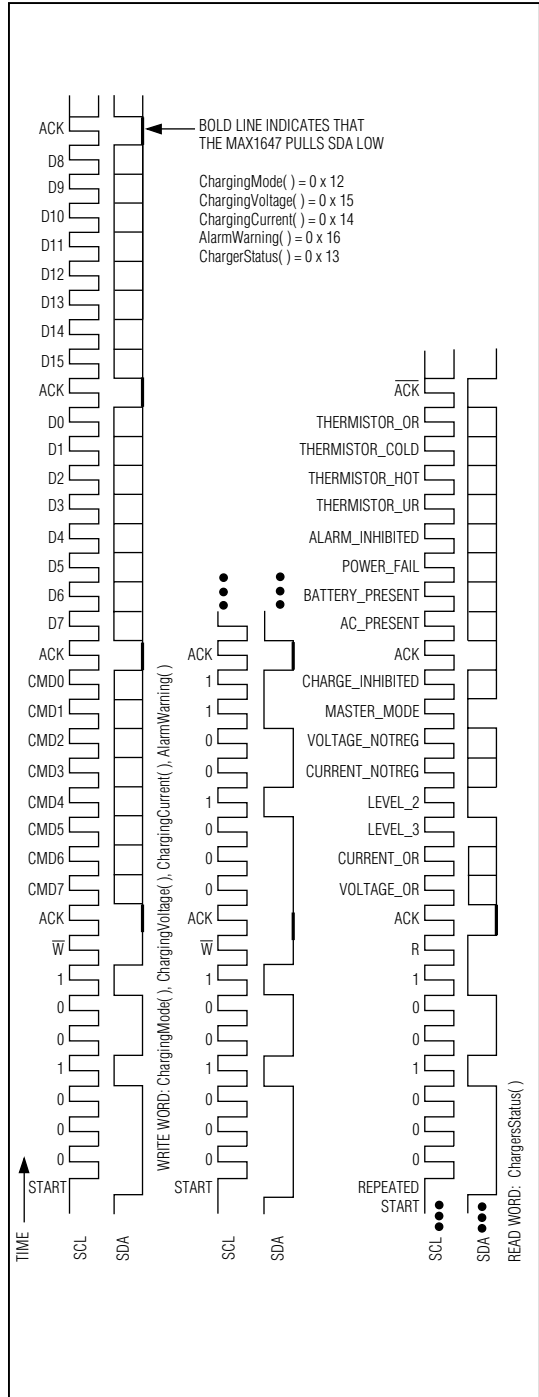 BOLD LINE INDICATES THAT
THE MAX1647 PULLS SDA LOW
ChargingMode( ) = 0 x 12
ChargingVoltage( ) = 0 x 15
ChargingCurrent( ) = 0 x 14
AlarmWarning( ) = 0 x 16
ChargerStatus( ) = 0 x 13
ACK
D8
D9
D10
D11
D12
D13
D14
D15
ACK
D0
D1
D2
D3
D4
D5
D6
D7
ACK
CMD0
CMD1
CMD2
CMD3
CMD4
CMD5
CMD6
CMD7
ACK
W
1
0
0
1
0
0
0
START
TIME
SCL
SDA
WRITE WORD: ChargingMode( ), ChargingVoltage( ), ChargingCurrent( ), AlarmWarning( )
ACK
1
1
0
0
1
0
0
0
ACK
W
1
0
0
1
0
0
0
START
SCL
SDA
ACK
THERMISTOR_OR
THERMISTOR_COLD
THERMISTOR_HOT
THERMISTOR_UR
ALARM_INHIBITED
POWER_FAIL
BATTERY_PRESENT
AC_PRESENT
ACK
CHARGE_INHIBITED
MASTER_MODE
VOLTAGE_NOTREG
CURRENT_NOTREG
LEVEL_2
LEVEL_3
CURRENT_OR
VOLTAGE_OR
ACK
R
1
0
0
1
0
0
0
REPEATED
START
SCL
SDA
READ WORD: ChargersStatus( )